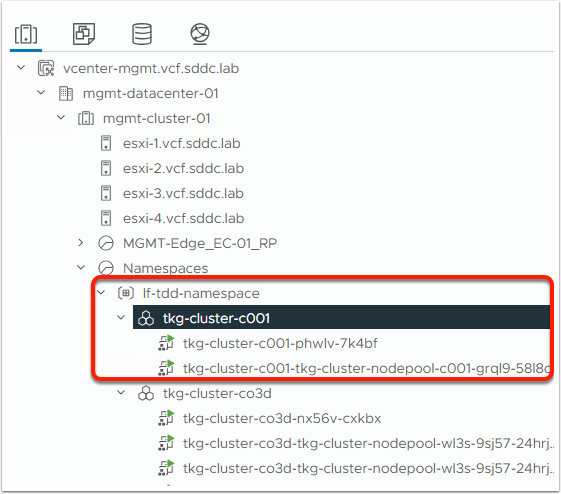 vcenter-mgmt.vcf.sddc.lab
mgmt-datacenter-01
mgmt-cluster-01
esxi-1.vcf.sddc.lab
esxi-2.vcf.sddc.lab
esxi-3.vcf.sddc.lab
esxi-4.vcf.sddc.lab
MGMT-Edge_EC-01_RP
Namespaces
lf-tdd-namespace
tkg-cluster-c001
tkg-cluster-c001-phwlv-7k4bf
tkg-cluster-c001-tkg-cluster-nodepool-c001-grql9-58l8c
tkg-cluster-co3d
tkg-cluster-co3d-nx56v-cxkbx
tkg-cluster-co3d-tkg-cluster-nodepool-wl3s-9sj57-24hrj...
tkg-cluster-co3d-tkg-cluster-nodepool-wl3s-9sj57-24hrj...